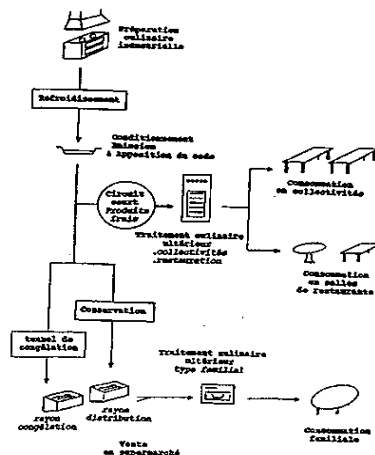 Préparation
culinaire
industrielle
Refroidissement
Conditionnement
Emission
à Apposition du code
Circuit
court
Produits
frais
Consommation
en collectivités
Traitement culinaire
ultérieur
.collectivités
.restauration
Consommation
en salles
de restaurants
Conservation
tunnel de
congélation
Traitement culinaire
ultérieur
type familial
rayon
congélation
rayon
distribution
Vente
en supermarché
Consommation
familiale